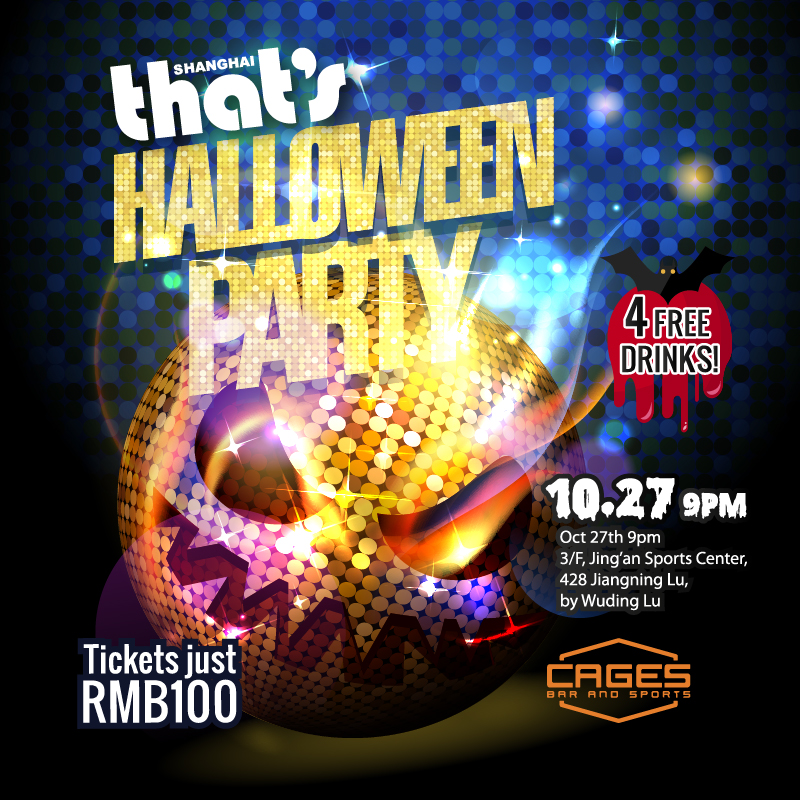 SHANGHAI
that's
HALLOWEEN
PARTY
4 FREE
DRINKS!
10.27 9PM
Oct 27th 9pm
3/F, Jing'an Sports Center,
428 Jiangning Lu,
by Wuding Lu
Tickets just
RMB100
CAGES
BAR AND SPORTS